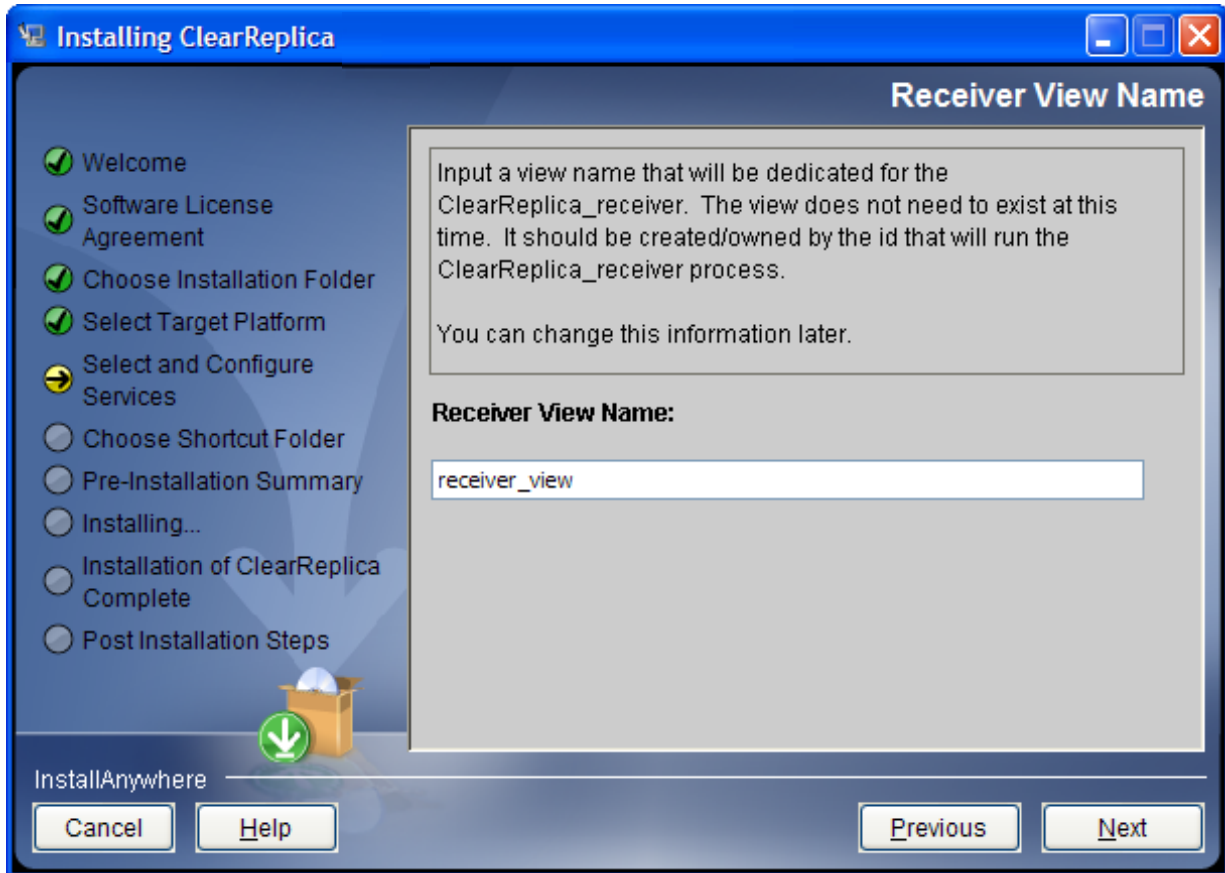 Installing ClearReplica
Receiver View Name
Welcome
Software License
Agreement
Choose Installation Folder
Select Target Platform
Select and Configure
Services
Choose Shortcut Folder
Pre-Installation Summary
Installing...
Installation of ClearReplica
Complete
Post Installation Steps
Input a view name that will be dedicated for the
ClearReplica_receiver.  The view does not need to exist at this
time.  It should be created/owned by the id that will run the
ClearReplica_receiver process.
You can change this information later.
Receiver View Name:
receiver_view
InstallAnywhere
Cancel
Help
Previous
Next